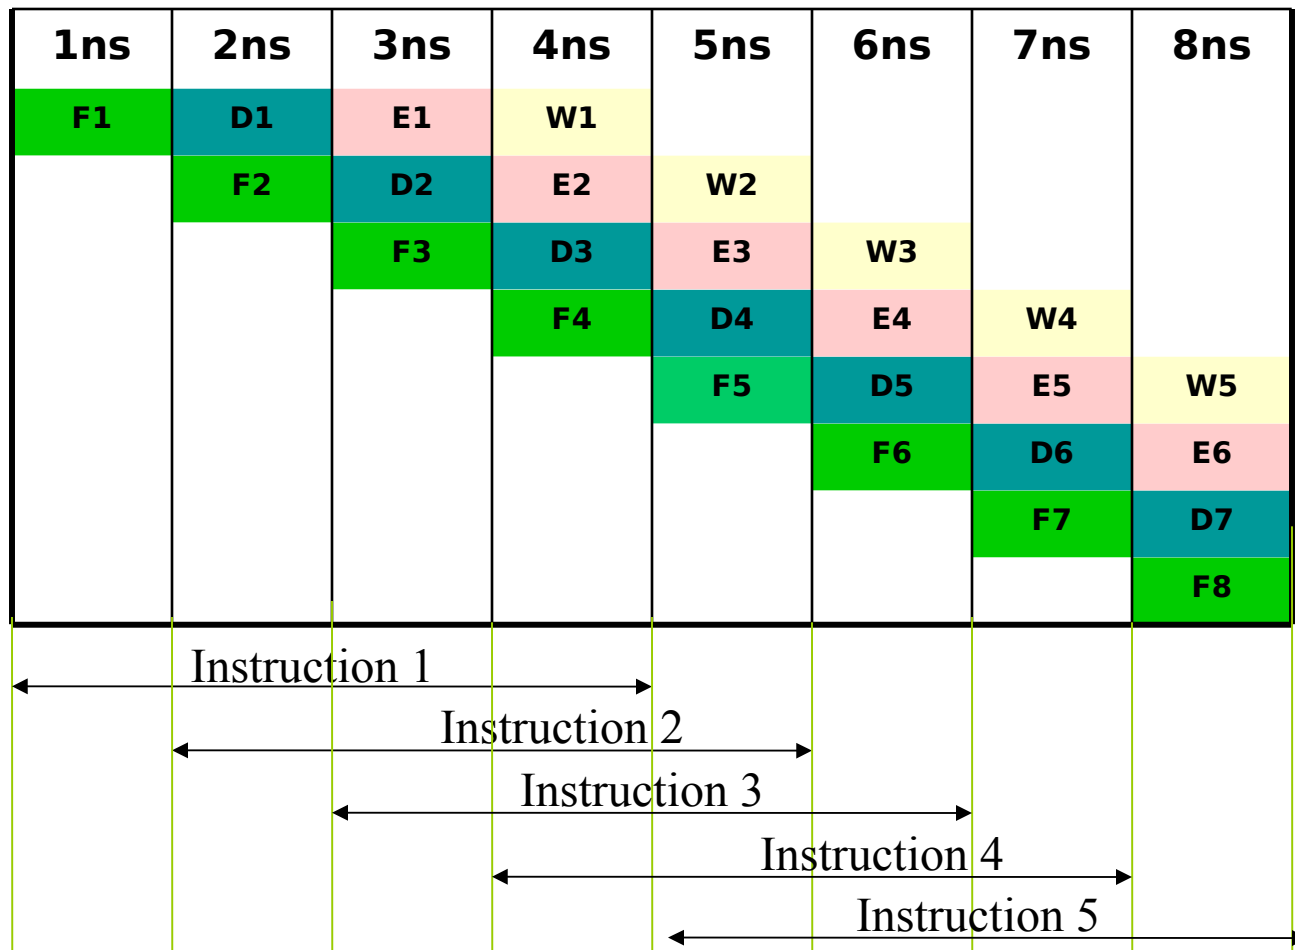 1ns 2ns 3ns 4ns 5ns 6ns 7ns 8ns
F1 D1 E1 W1
F2 D2 E2 W2
F3 D3 E3 W3
F4 D4 E4 W4
F5 D5 E5 W5
F6 D6 E6
F7 D7
F8
Instruction 1
Instruction 2
Instruction 3
Instruction 4
Instruction 5